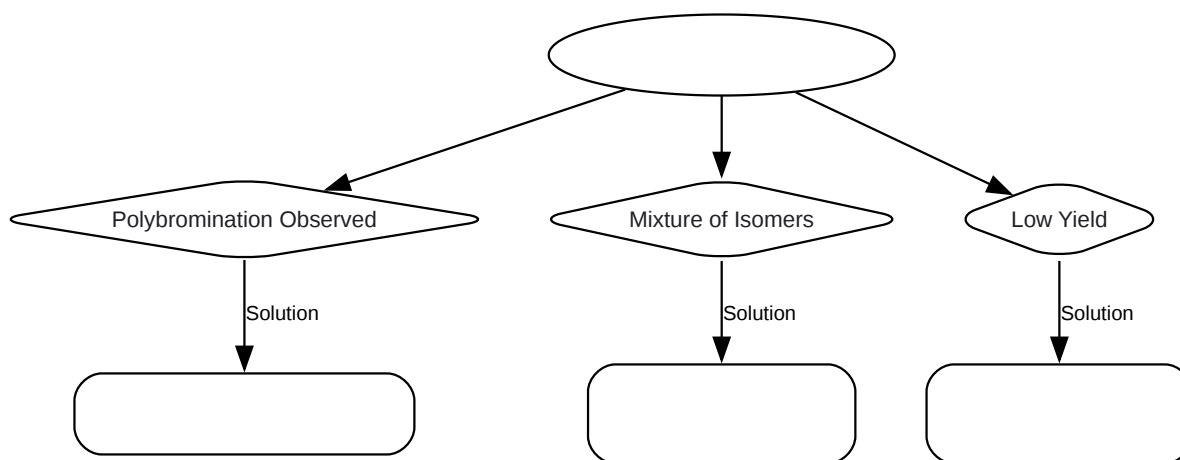 Polybromination Observed
Mixture of Isomers
Low Yield
Solution
Solution
Solution